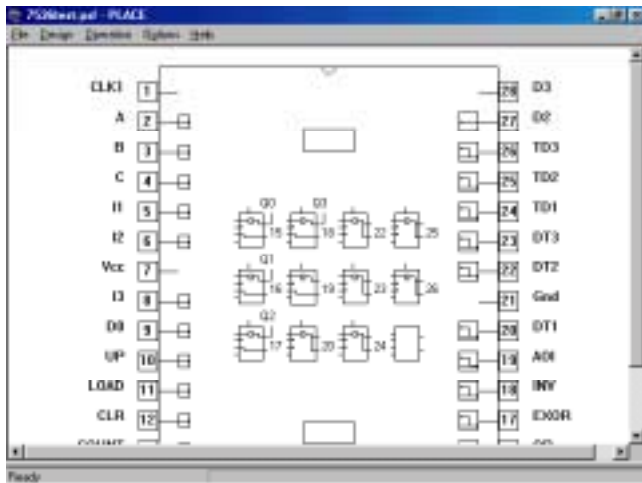 PLACE
File Design Operation Options Help
CLK1 1 28 D3
A 2 27 D2
B 3 26 TD3
C 4 25 TD2
I1 5 24 TD1
I2 6 23 DT3
Vcc 7 22 DT2
I3 8 21 Gnd
D0 9 20 DT1
UP 10 19 AOI
LOAD 11 18 INV
CLR 12 17 EXOR
COUNT
Q0 Q3
15 18 22 25
Q1
16 19 23 26
Q2
17 20 24
Ready